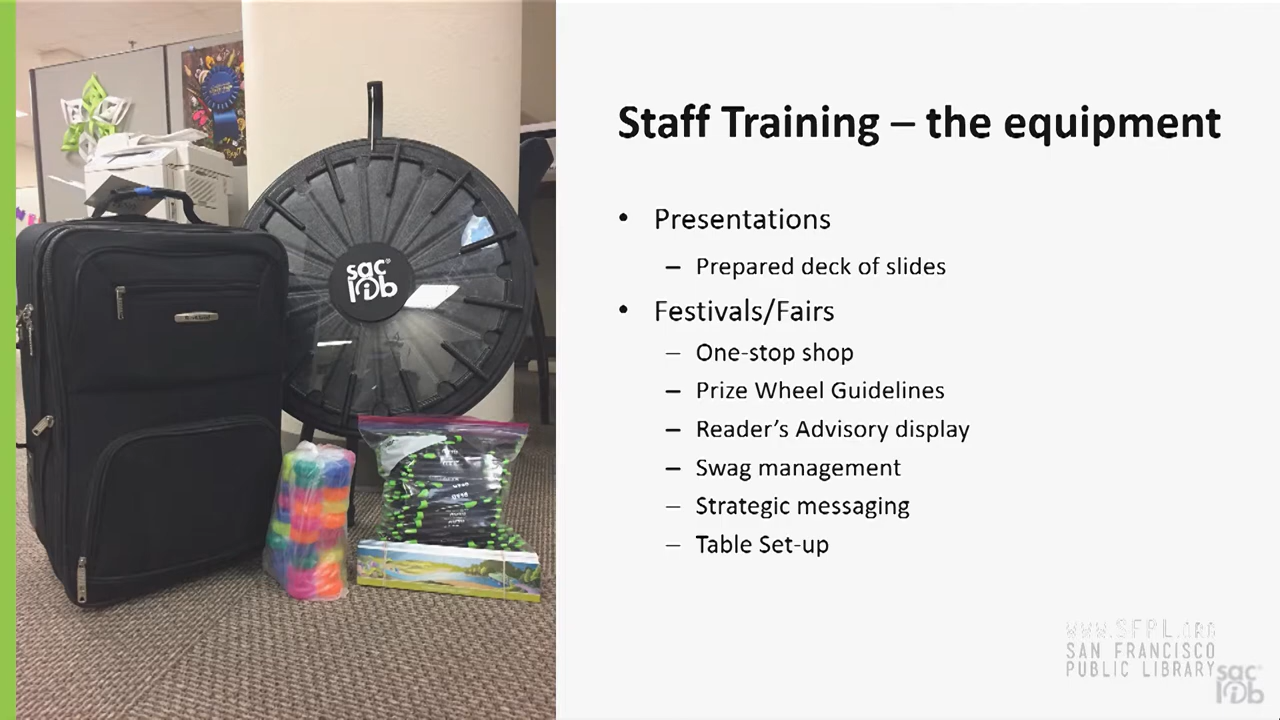 sac
lib
Staff Training – the equipment
• Presentations
– Prepared deck of slides
• Festivals/Fairs
– One-stop shop
– Prize Wheel Guidelines
– Reader's Advisory display
– Swag management
– Strategic messaging
– Table Set-up
WWW.SFPL.ORG
SAN FRANCISCO
PUBLIC LIBRARY
sac
lib